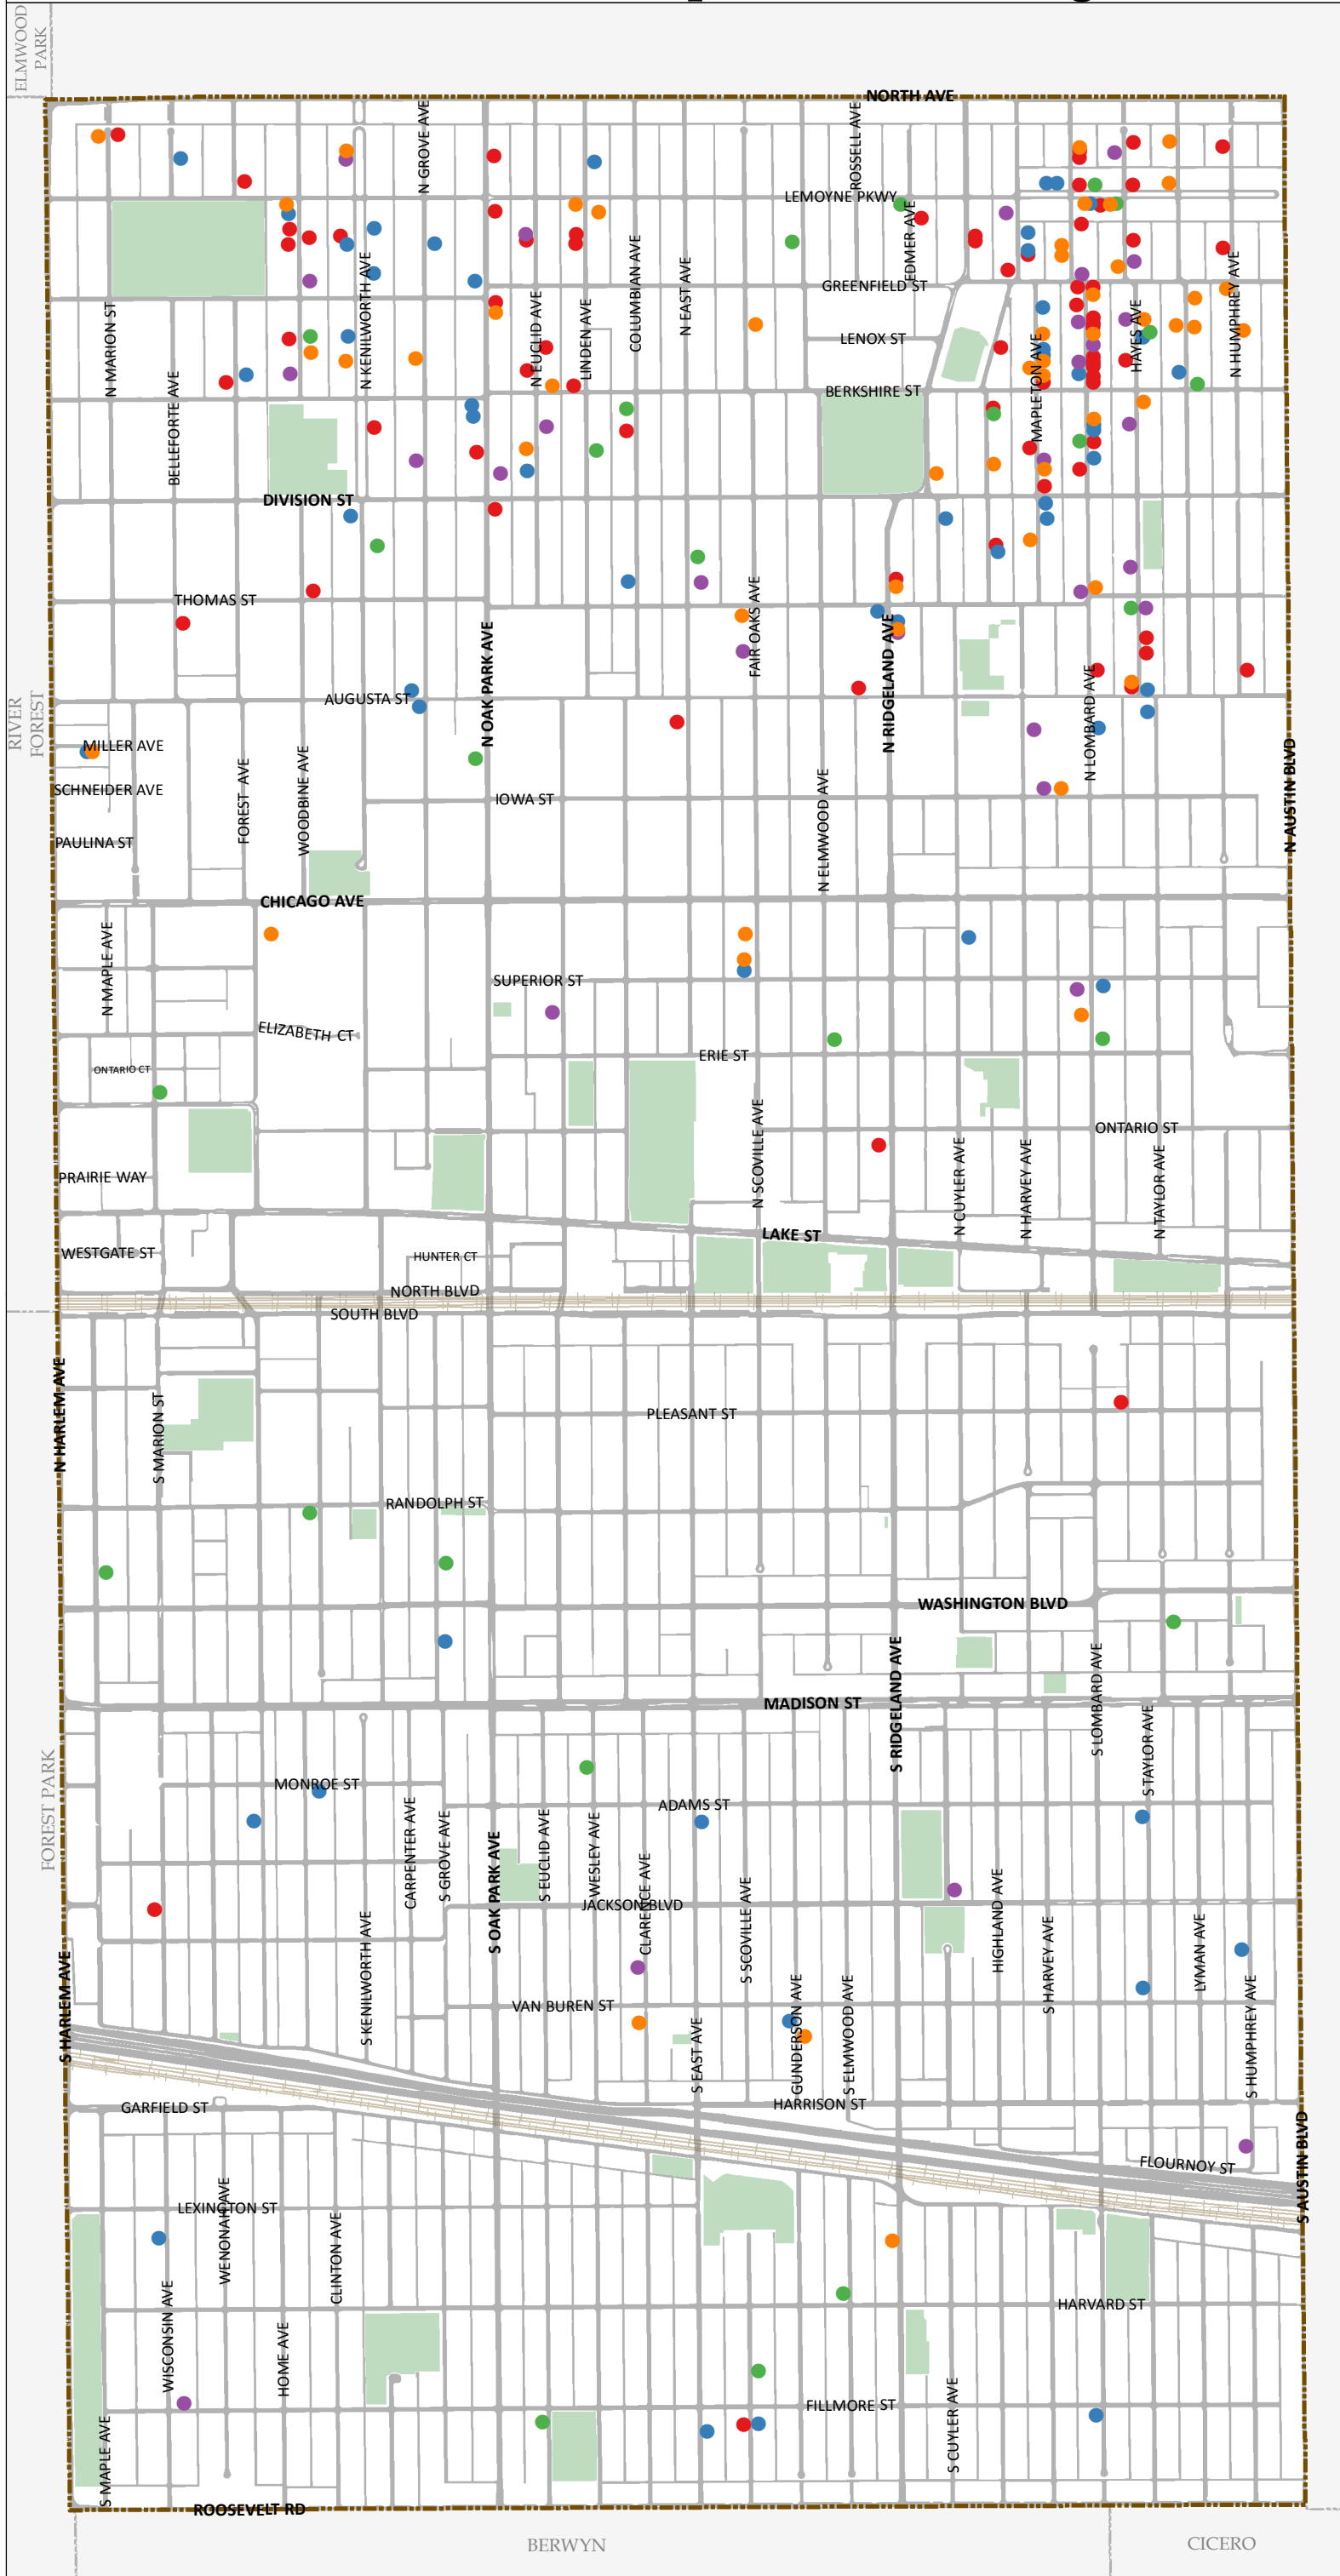 ELMWOOD
PARK
NORTH AVE
N GROVE AVE
ROSSELL AVE
LEMOYNE PKWY
EDMER AVE
COLUMBIAN AVE
N EAST AVE
N KENILWORTH AVE
GREENFIELD ST
N HUMPHREY AVE
N MARION ST
N EUCLID AVE
LINDEN AVE
LENOX ST
HAYES AVE
MAPLETON AVE
BERKSHIRE ST
BELLEFORTE AVE
DIVISION ST
THOMAS ST
FAIR OAKS AVE
N OAK PARK AVE
N RIDGELAND AVE
RIVER
FOREST
AUGUSTA ST
N LOMBARD AVE
MILLER AVE
N AUSTIN BLVD
SCHNEIDER AVE
FOREST AVE
WOODBINE AVE
IOWA ST
N ELMWOOD AVE
PAULINA ST
CHICAGO AVE
N MAPLE AVE
SUPERIOR ST
ELIZABETH CT
ERIE ST
ONTARIO CT
N SCOVILLE AVE
ONTARIO ST
N CUYLER AVE
N HARVEY AVE
N TAYLOR AVE
PRAIRIE WAY
LAKE ST
WESTGATE ST
HUNTER CT
NORTH BLVD
SOUTH BLVD
N HARLEM AVE
S MARION ST
PLEASANT ST
RANDOLPH ST
WASHINGTON BLVD
S RIDGELAND AVE
S LOMBARD AVE
MADISON ST
S TAYLOR AVE
FOREST PARK
MONROE ST
ADAMS ST
CARPENTER AVE
S GROVE AVE
S OAK PARK AVE
S EUCLID AVE
WESLEY AVE
CLARENCE AVE
JACKSON BLVD
S SCOVILLE AVE
HIGHLAND AVE
S HARVEY AVE
LYMAN AVE
S KENILWORTH AVE
S HARLEM AVE
VAN BUREN ST
S EAST AVE
GUNDERSON AVE
S ELMWOOD AVE
S HUMPHREY AVE
GARFIELD ST
HARRISON ST
FLOURNOY ST
S AUSTIN BLVD
LEXINGTON ST
WENONAH AVE
CLINTON AVE
WISCONSIN AVE
HOME AVE
HARVARD ST
FILLMORE ST
S CUYLER AVE
S MAPLE AVE
ROOSEVELT RD
BERWYN
CICERO